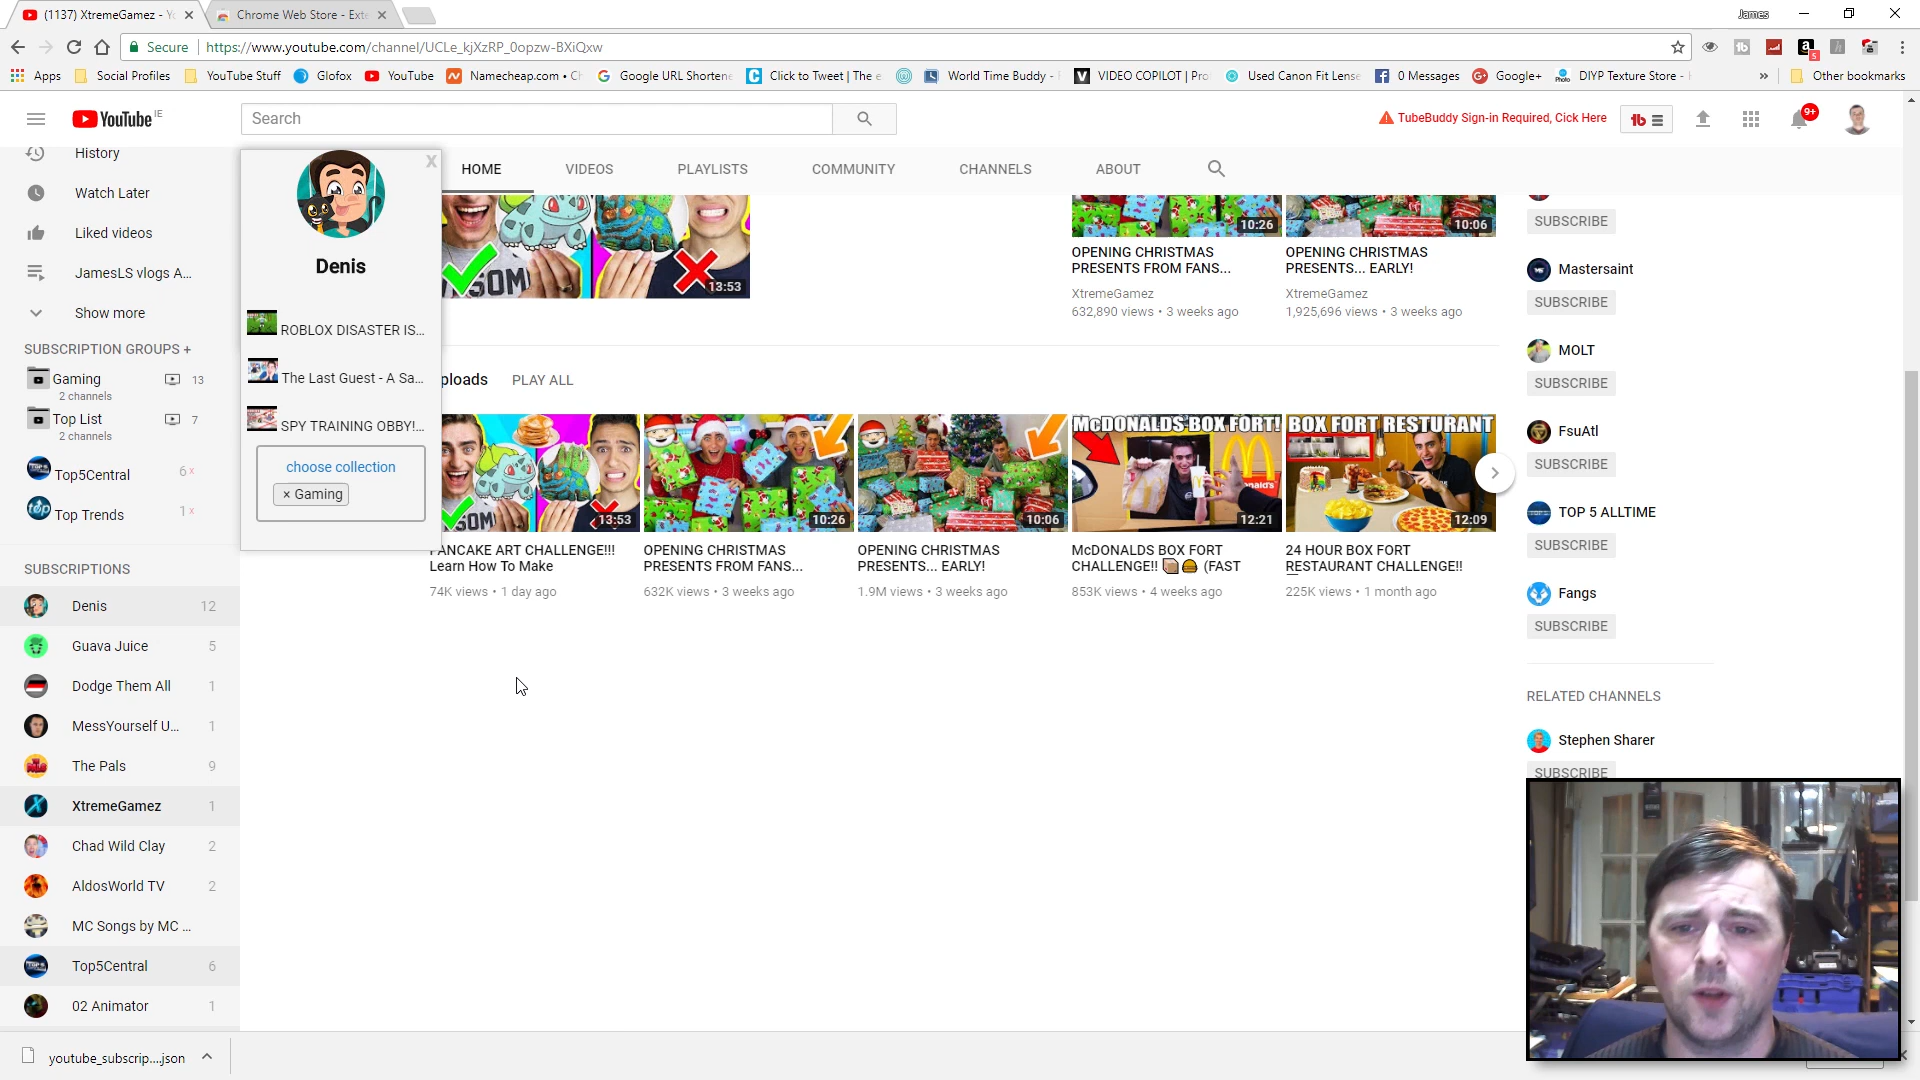 (1137) XtremeGamez - Yo
Chrome Web Store - Exte
James
Secure
https://www.youtube.com/channel/UCLe_kjXzRP_0opzw-BXiQxw
Apps
Social Profiles
YouTube Stuff
Glofox
YouTube
Namecheap.com • Ch
Google URL Shortene
Click to Tweet | The e
World Time Buddy -
VIDEO COPILOT | Pro
Used Canon Fit Lense
0 Messages
Google+
DIYP Texture Store -
»
Other bookmarks
YouTube IE
Search
TubeBuddy Sign-in Required, Cick Here
9+
History
Watch Later
Liked videos
JamesLS vlogs A...
Show more
SUBSCRIPTION GROUPS +
Gaming
13
2 channels
Top List
7
2 channels
Top5Central
6 x
Top Trends
1 x
SUBSCRIPTIONS
Denis
12
Guava Juice
5
Dodge Them All
1
MessYourself U...
1
The Pals
9
XtremeGamez
1
Chad Wild Clay
2
AldosWorld TV
2
MC Songs by MC ...
Top5Central
6
02 Animator
1
X
Denis
ROBLOX DISASTER IS...
The Last Guest - A Sa...
SPY TRAINING OBBY!...
choose collection
× Gaming
HOME
VIDEOS
PLAYLISTS
COMMUNITY
CHANNELS
ABOUT
13:53
10:26
10:06
OPENING CHRISTMAS
PRESENTS FROM FANS...
XtremeGamez
632,890 views • 3 weeks ago
OPENING CHRISTMAS
PRESENTS... EARLY!
XtremeGamez
1,925,696 views • 3 weeks ago
ploads
PLAY ALL
13:53
10:26
10:06
McDONALDS BOX FORT!
12:21
BOX FORT RESTURANT
12:09
PANCAKE ART CHALLENGE!!!
Learn How To Make
74K views • 1 day ago
OPENING CHRISTMAS
PRESENTS FROM FANS...
632K views • 3 weeks ago
OPENING CHRISTMAS
PRESENTS... EARLY!
1.9M views • 3 weeks ago
McDONALDS BOX FORT
CHALLENGE!! (FAST
853K views • 4 weeks ago
24 HOUR BOX FORT
RESTAURANT CHALLENGE!!
225K views • 1 month ago
SUBSCRIBE
Mastersaint
SUBSCRIBE
MOLT
SUBSCRIBE
FsuAtl
SUBSCRIBE
TOP 5 ALLTIME
SUBSCRIBE
Fangs
SUBSCRIBE
RELATED CHANNELS
Stephen Sharer
SUBSCRIBE
youtube_subscrip....json